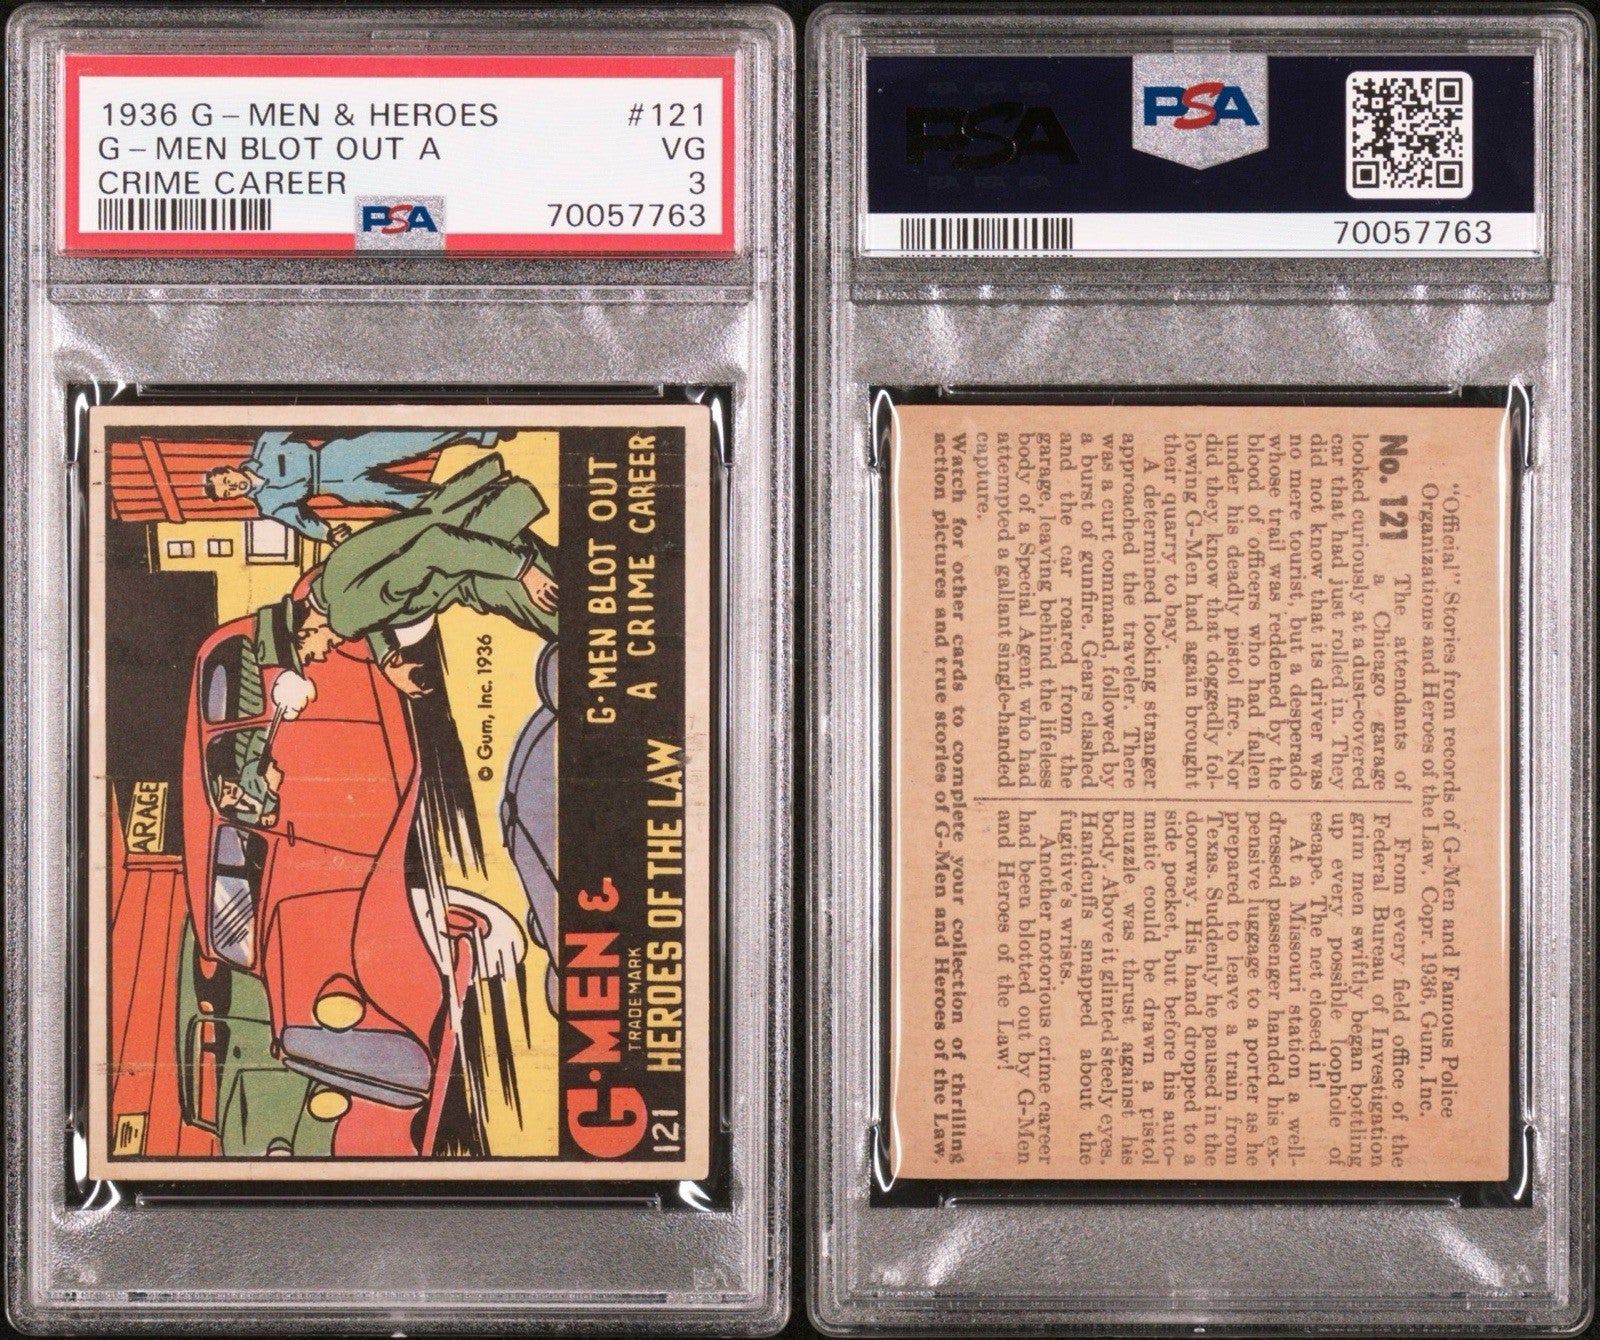 1936 G-MEN & HEROES #121
G-MEN BLOT OUT A VG
CRIME CAREER 3
PSA 70057763
ARAGE
© Gum, Inc. 1936
G·MEN BLOT OUT
A CRIME CAREER
G·MEN &
TRADEMARK
HEROES OF THE LAW
121
PSA
PSA
70057763
"Official" Stories from records of G-Men and Famous Police
Organizations and Heroes of the Law, Copr. 1936, Gum, Inc.
No. 121 The attendants of
a Chicago garage
looked curiously at a dust-covered
car that had just rolled in. They
did not know that its driver was
no mere tourist, but a desperado
whose trail was reddened by the
blood of officers who had fallen
under his deadly pistol fire. Nor
did they know that doggedly fol-
lowing G-Men had again brought
their quarry to bay.
A determined looking stranger
approached the traveler. There
was a curt command, followed by
a burst of gunfire. Gears clashed
and the car roared from the
garage, leaving behind the lifeless
body of a Special Agent who had
attempted a gallant single-handed
capture.
From every field office of the
Federal Bureau of Investigation
grim men swiftly began bottling
up every possible loophole of
escape. The net closed in!
At a Missouri station a well-
dressed passenger handed his ex-
pensive luggage to a porter as he
prepared to leave a train from
Texas. Suddenly he paused in the
doorway. His hand dropped to a
side pocket, but before his auto-
matic could be drawn a pistol
muzzle was thrust against his
body. Above it glinted steely eyes.
Handcuffs snapped about the
fugitive's wrists.
Another notorious crime career
had been blotted out by G-Men
and Heroes of the Law!
Watch for other cards to complete your collection of thrilling
action pictures and true stories of G-Men and Heroes of the Law.